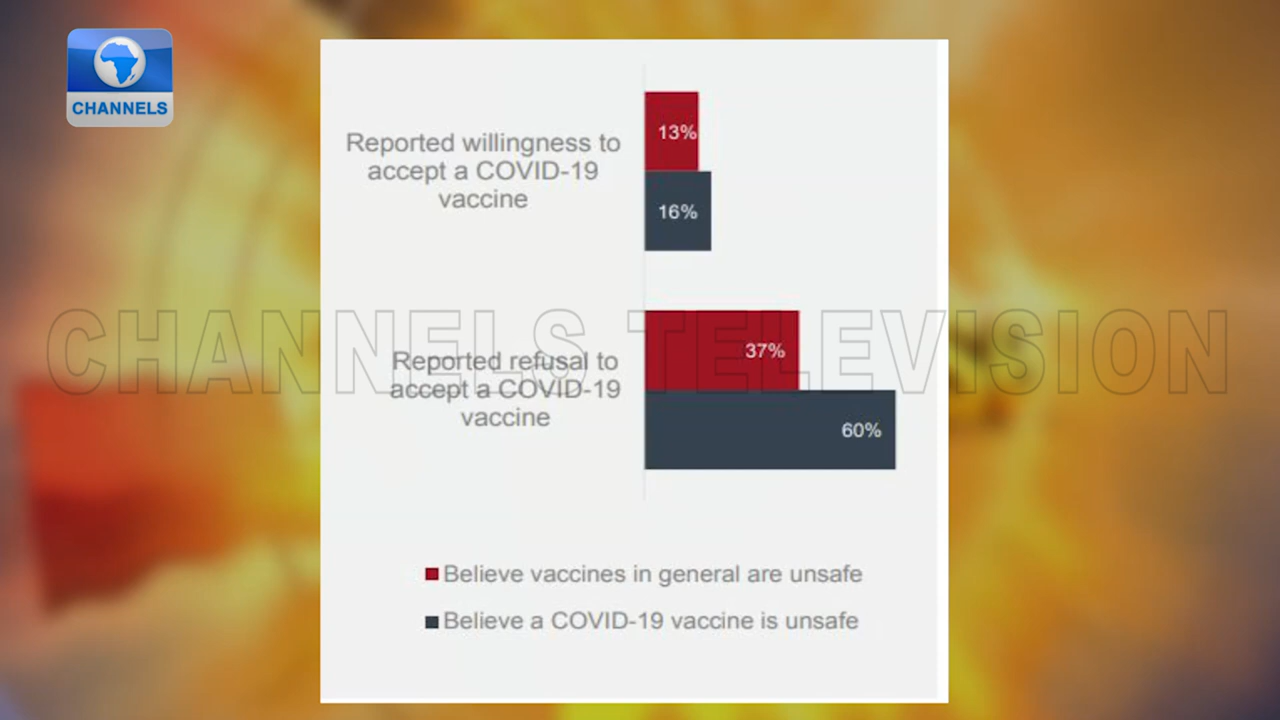 CHANNELS
Reported willingness to
accept a COVID-19
vaccine
13%
16%
CHANNELS TELEVISION
Reported refusal to
accept a COVID-19
vaccine
37%
60%
Believe vaccines in general are unsafe
Believe a COVID-19 vaccine is unsafe